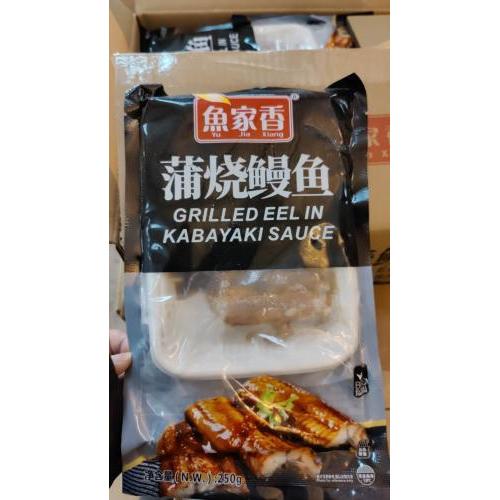 SAUCE
魚家香®
Yu Jia Xiang
蒲烧鳗鱼
GRILLED EEL IN
KABAYAKI SAUCE
净含量(N.W.):250g